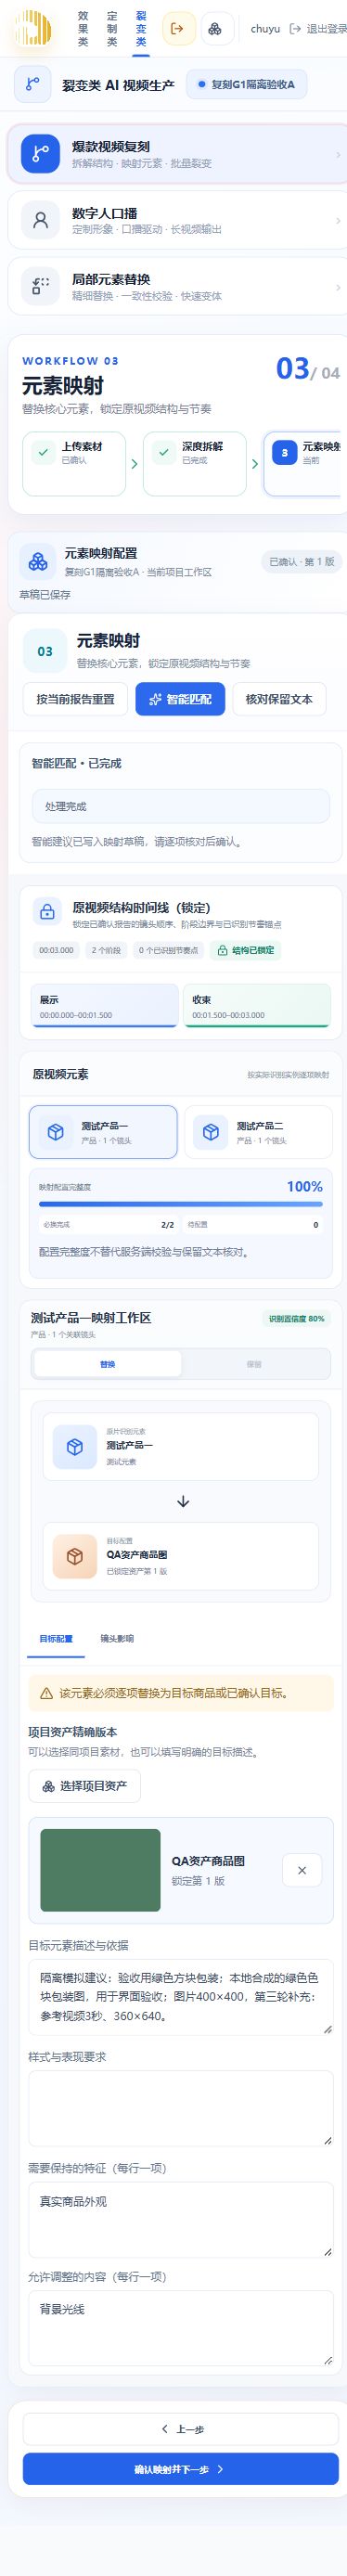 效果类
定制类
裂变类
chuyu
退出登录
裂变类 AI 视频生产
复刻G1隔离验收A
爆款视频复刻
拆解结构 · 映射元素 · 批量裂变
数字人口播
定制形象 · 口播驱动 · 长视频输出
局部元素替换
精细替换 · 一致性校验 · 快速变体
WORKFLOW 03
03/ 04
元素映射
替换核心元素，锁定原视频结构与节奏
上传素材
已确认
深度拆解
已完成
3
元素映射
当前
元素映射配置
复刻G1隔离验收A · 当前项目工作区
已确认 · 第 1 版
草稿已保存
03
元素映射
替换核心元素，锁定原视频结构与节奏
按当前报告重置
智能匹配
核对保留文本
智能匹配 · 已完成
处理完成
智能建议已写入映射草稿，请逐项核对后确认。
原视频结构时间线（锁定）
锁定已确认报告的镜头顺序、阶段边界与已识别节奏锚点
00:03.000
2 个阶段
0 个已识别节奏点
结构已锁定
展示
00:00.000–00:01.500
收束
00:01.500–00:03.000
原视频元素
按实际识别实例逐项映射
测试产品一
产品 · 1 个镜头
测试产品二
产品 · 1 个镜头
映射配置完整度
100%
必换完成
2/2
待配置
0
配置完整度不替代服务端校验与保留文本核对。
测试产品一映射工作区
产品 · 1 个关联镜头
识别置信度 80%
替换
保留
原片识别元素
测试产品一
测试元素
目标配置
QA资产商品图
已锁定资产第 1 版
目标配置
镜头影响
该元素必须逐项替换为目标商品或已确认目标。
项目资产精确版本
可以选择同项目素材，也可以填写明确的目标描述。
选择项目资产
QA资产商品图
锁定第 1 版
目标元素描述与依据
隔离模拟建议：验收用绿色方块包装；本地合成的绿色色
块包装图，用于界面验收；图片400×400，第三轮补充：
参考视频3秒、360×640。
样式与表现要求
需要保持的特征（每行一项）
真实商品外观
允许调整的内容（每行一项）
背景光线
上一步
确认映射并下一步